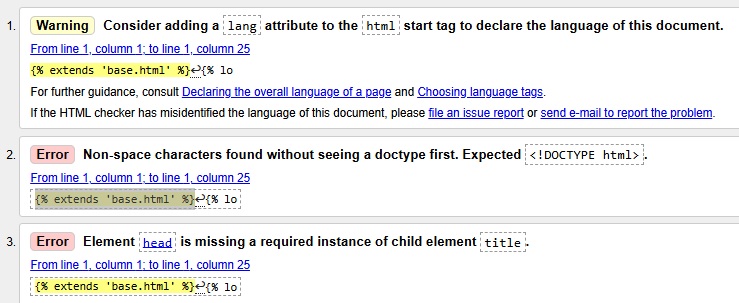 1. Warning Consider adding a lang attribute to the html start tag to declare the language of this document.
From line 1, column 1; to line 1, column 25
{% extends 'base.html' %}↩{% lo
For further guidance, consult Declaring the overall language of a page and Choosing language tags.
If the HTML checker has misidentified the language of this document, please file an issue report or send e-mail to report the problem.
2. Error Non-space characters found without seeing a doctype first. Expected <!DOCTYPE html>.
From line 1, column 1; to line 1, column 25
{% extends 'base.html' %}↩{% lo
3. Error Element head is missing a required instance of child element title.
From line 1, column 1; to line 1, column 25
{% extends 'base.html' %}↩{% lo